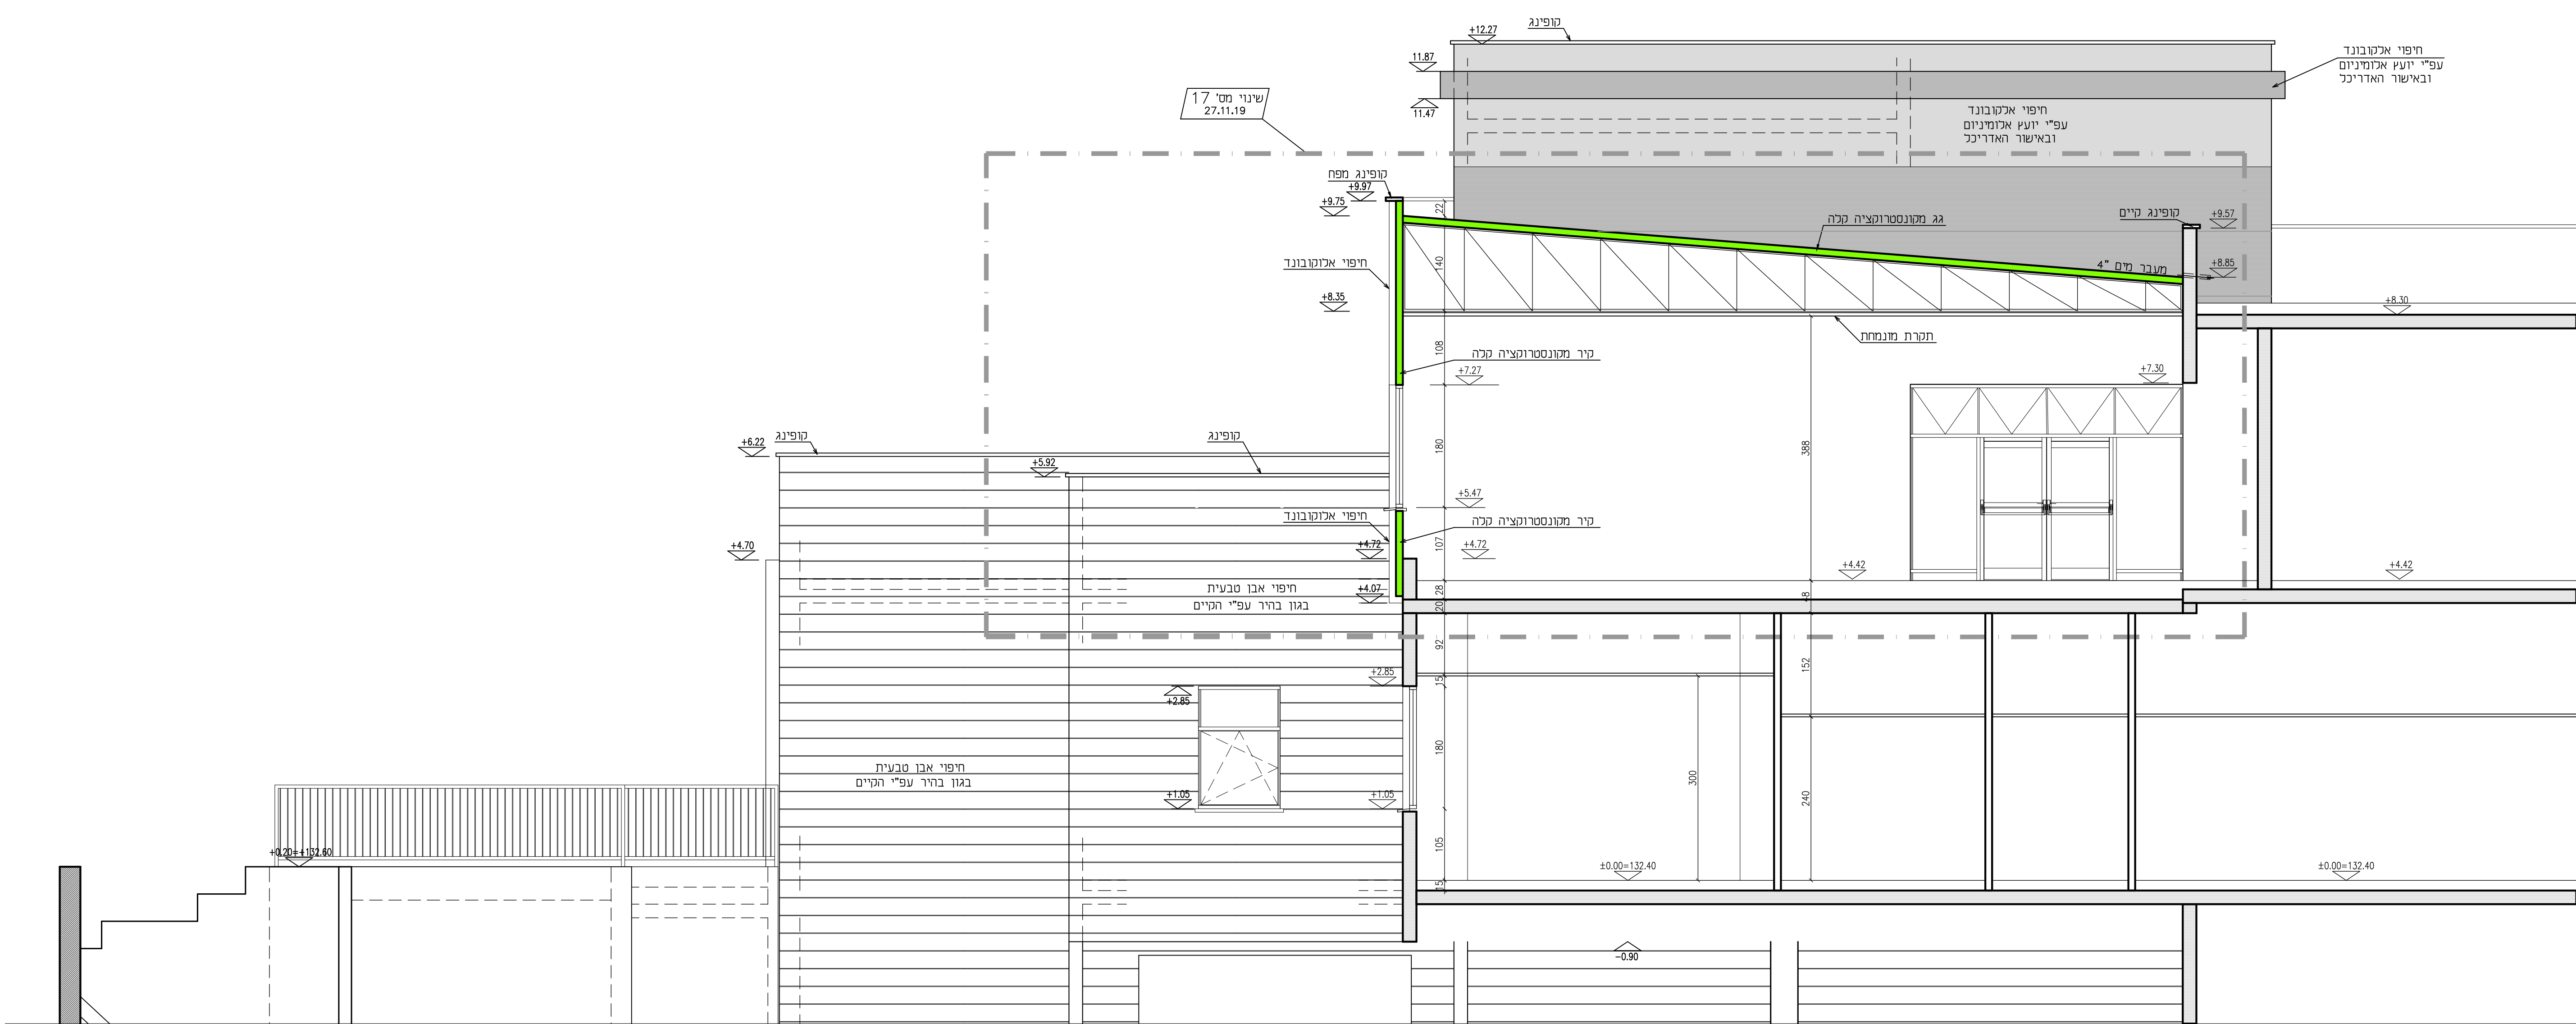 קופינג
+12.27
11.87
11.47
חיפוי אלקובונד
עפ"י יועץ אלומיניום
ובאישור האדריכל
שינוי מס' 17
27.11.19
חיפוי אלקובונד
עפ"י יועץ אלומיניום
ובאישור האדריכל
קופינג מפח
+9.97
+9.75
22
גג מקונסטרוקציה קלה
קופינג קיים
+9.57
חיפוי אלוקובונד
140
מעבר מים "4
+8.85
+8.35
+8.30
תקרת מונמחת
108
קיר מקונסטרוקציה קלה
+7.27
+7.30
+6.22
קופינג
קופינג
+5.92
180
388
+5.47
חיפוי אלוקובונד
קיר מקונסטרוקציה קלה
+4.70
+4.72
107
+4.72
+4.42
+4.42
חיפוי אבן טבעית
בגון בהיר עפ"י הקיים
+4.07
28
20
48
92
152
+2.85
15
+2.85
חיפוי אבן טבעית
בגון בהיר עפ"י הקיים
180
300
240
+1.05
+1.05
105
+0.20=+132.60
±0.00=132.40
±0.00=132.40
15
-0.90